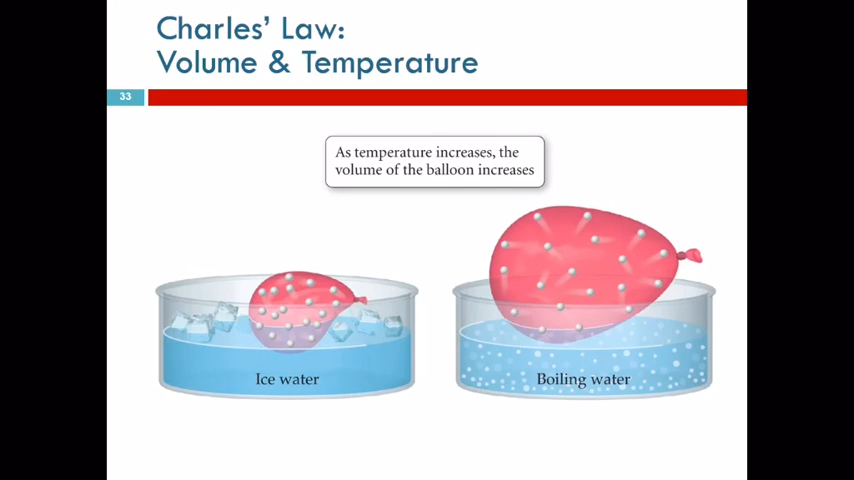 Charles’ Law:
Volume & Temperature
33
As temperature increases, the
volume of the balloon increases
Ice water
Boiling water